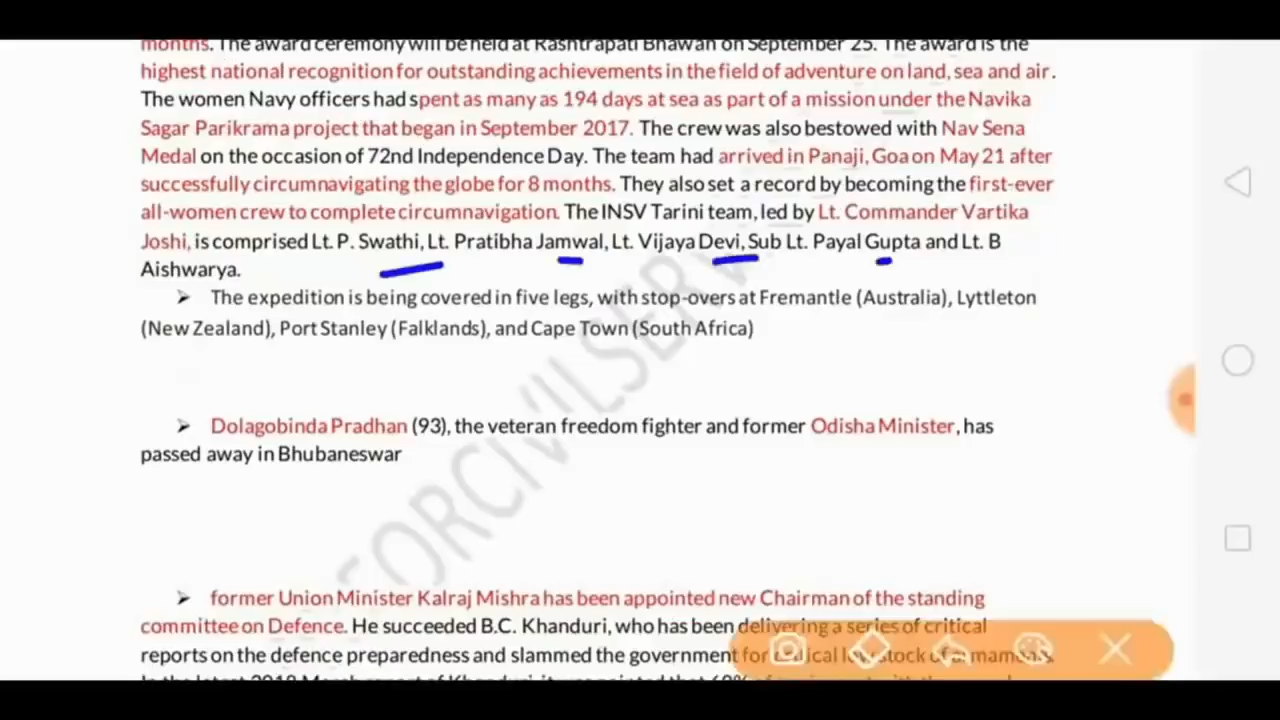 months. The award ceremony will be held at Rashtrapati Bhawan on September 25. The award is the
highest national recognition for outstanding achievements in the field of adventure on land, sea and air.
The women Navy officers had spent as many as 194 days at sea as part of a mission under the Navika
Sagar Parikrama project that began in September 2017. The crew was also bestowed with Nav Sena
Medal on the occasion of 72nd Independence Day. The team had arrived in Panaji, Goa on May 21 after
successfully circumnavigating the globe for 8 months. They also set a record by becoming the first-ever
all-women crew to complete circumnavigation. The INSV Tarini team, led by Lt. Commander Vartika
Joshi, is comprised Lt. P. Swathi, Lt. Pratibha Jamwal, Lt. Vijaya Devi, Sub Lt. Payal Gupta and Lt. B
Aishwarya.
➤ The expedition is being covered in five legs, with stop-overs at Fremantle (Australia), Lyttleton
(New Zealand), Port Stanley (Falklands), and Cape Town (South Africa)
➤ Dolagobinda Pradhan (93), the veteran freedom fighter and former Odisha Minister, has
passed away in Bhubaneswar
➤ former Union Minister Kalraj Mishra has been appointed new Chairman of the standing
committee on Defence. He succeeded B.C. Khanduri, who has been delivering a series of critical
reports on the defence preparedness and slammed the government for
FORCIVILSERV